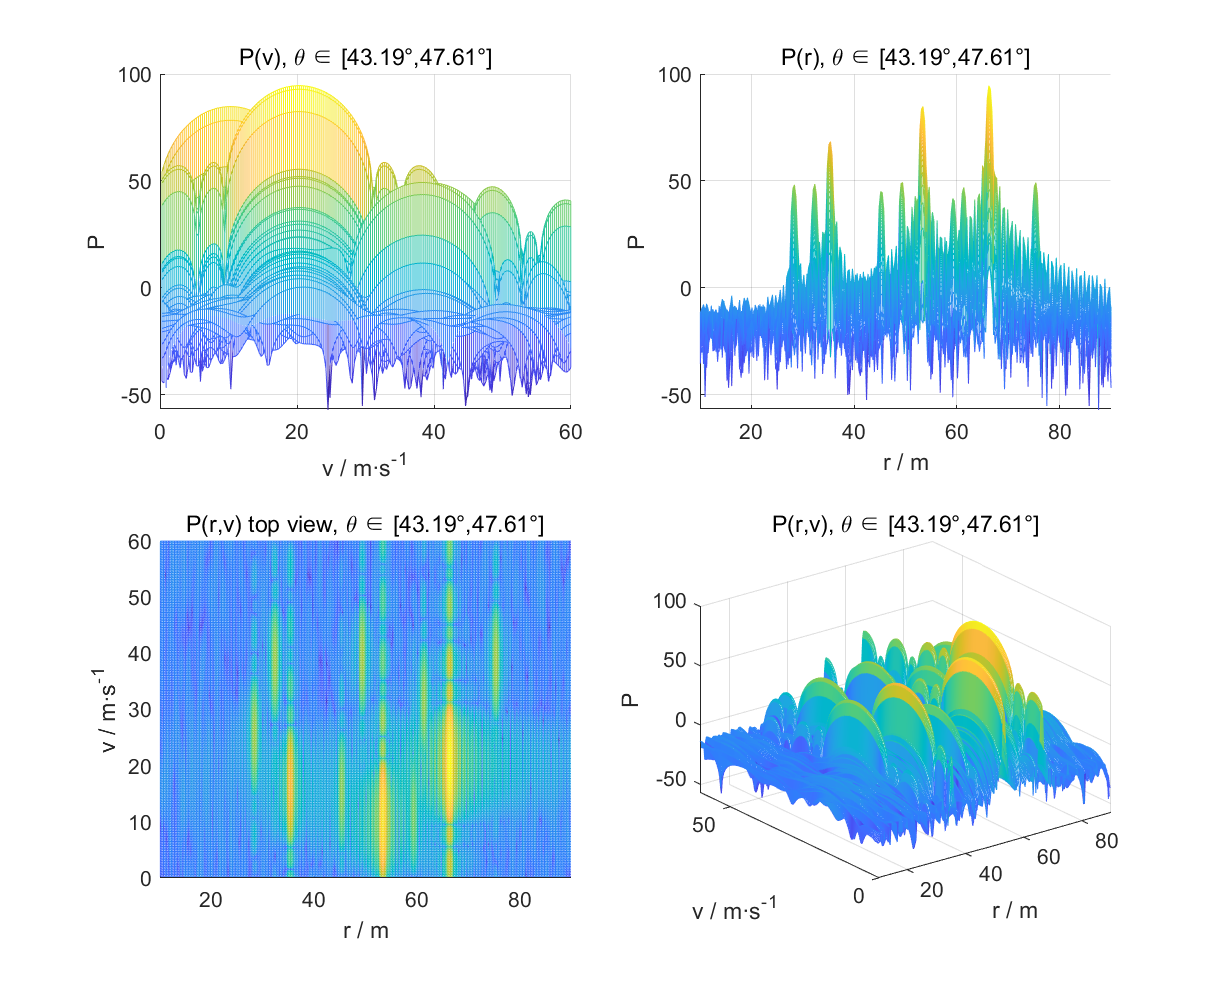 P(v), θ ∈ [43.19°,47.61°]
100
50
0
-50
P
0
20
40
60
v / m·s-1
P(r), θ ∈ [43.19°,47.61°]
100
50
0
-50
P
20
40
60
80
r / m
P(r,v) top view, θ ∈ [43.19°,47.61°]
60
50
40
30
20
10
0
v / m·s-1
20
40
60
80
r / m
P(r,v), θ ∈ [43.19°,47.61°]
100
50
0
-50
P
50
0
v / m·s-1
20
40
60
80
r / m